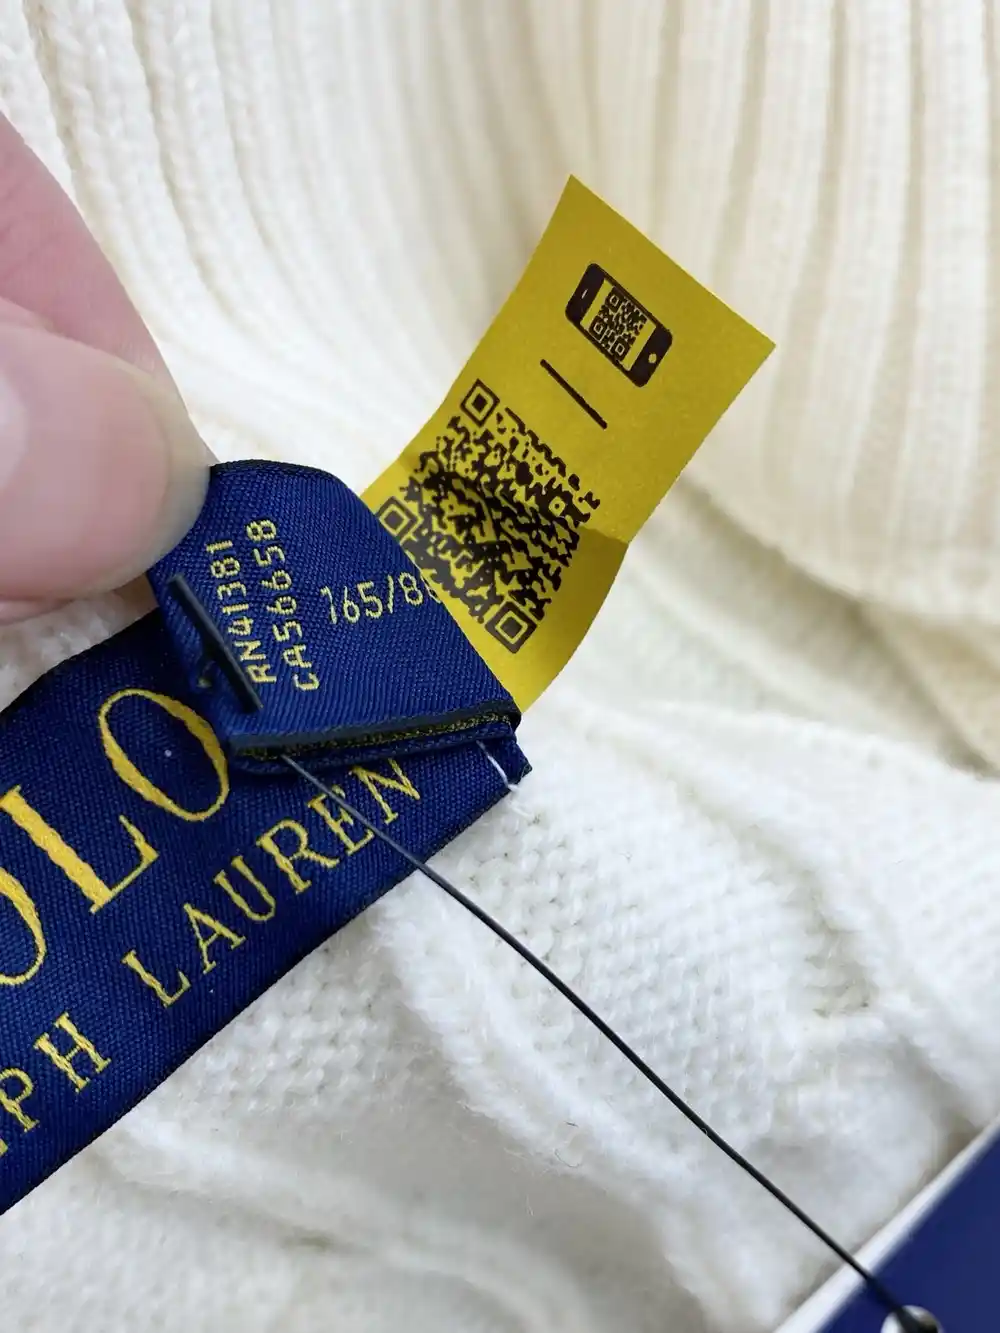 RN41381
CA56658
165/8
OLO
PH LAUREN